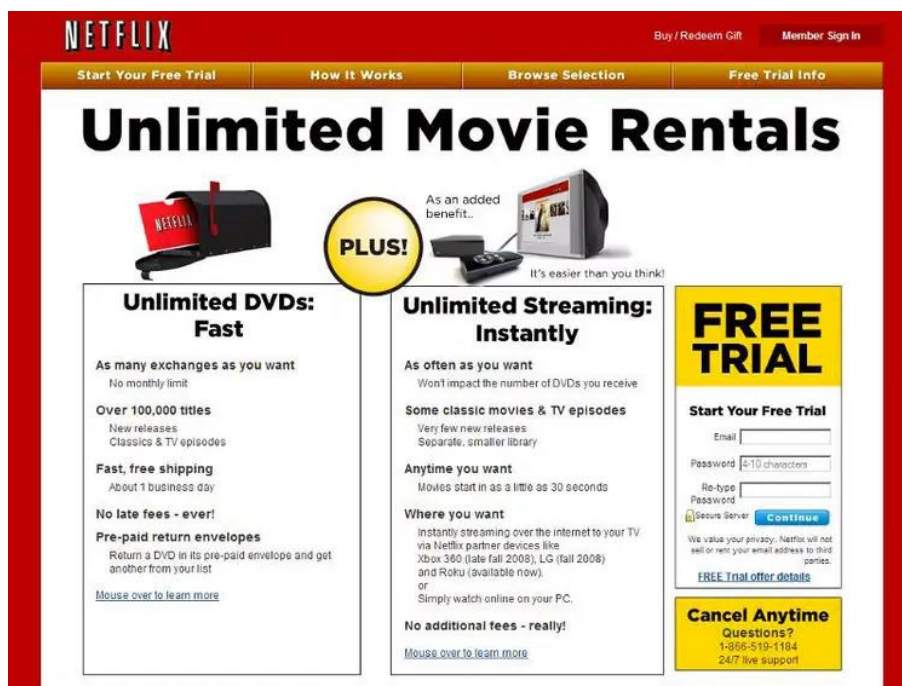 NETFLIX
Buy / Redeem Gift
Member Sign In
Start Your Free Trial
How It Works
Browse Selection
Free Trial Info
Unlimited Movie Rentals
NETFLIX
PLUS!
As an added
benefit..
It's easier than you think!
Unlimited DVDs:
Fast
As many exchanges as you want
No monthly limit
Over 100,000 titles
New releases
Classics & TV episodes
Fast, free shipping
About 1 business day
No late fees - ever!
Pre-paid return envelopes
Return a DVD in its pre-paid envelope and get
another from your list
Mouse over to learn more
Unlimited Streaming:
Instantly
As often as you want
Won't impact the number of DVDs you receive
Some classic movies & TV episodes
Very few new releases
Separate, smaller library
Anytime you want
Movies start in as a little as 30 seconds
Where you want
Instantly streaming over the internet to your TV
via Netflix partner devices like
Xbox 360 (late fall 2008), LG (fall 2008)
and Roku (available now).
or
Simply watch online on your PC.
No additional fees - really!
Mouse over to learn more
FREE
TRIAL
Start Your Free Trial
Email
Password 4-10 characters
Re-type
Password
Secure Server Continue
We value your privacy. Netflix will not
sell or rent your email address to third
parties.
FREE Trial offer details
Cancel Anytime
Questions?
1-866-519-1184
24/7 live support